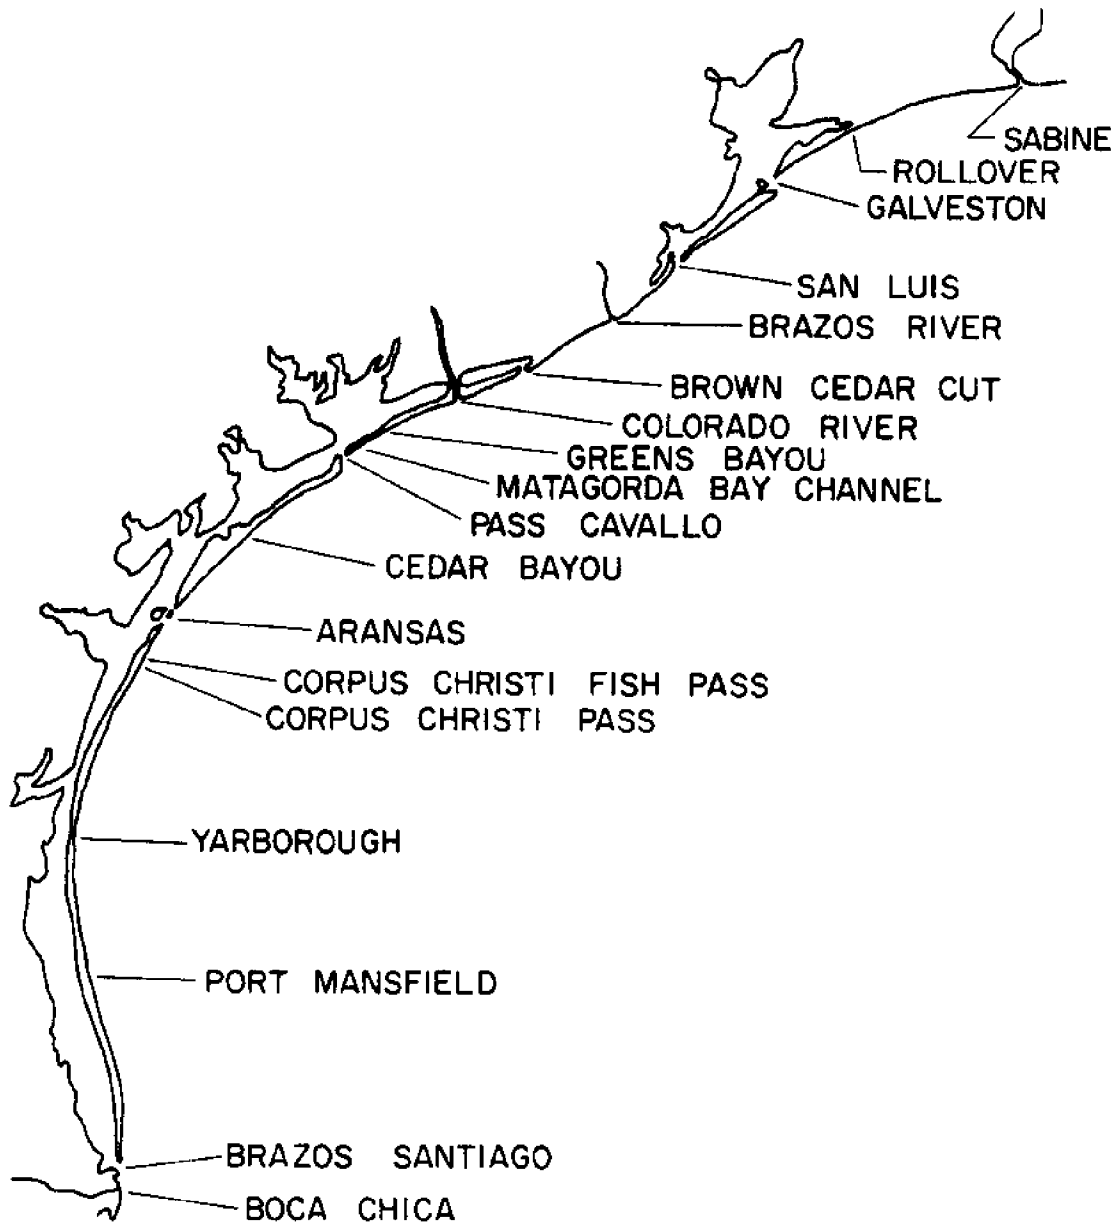 SABINE
ROLLOVER
GALVESTON
SAN LUIS
BRAZOS RIVER
BROWN CEDAR CUT
COLORADO RIVER
GREENS BAYOU
MATAGORDA BAY CHANNEL
PASS CAVALLO
CEDAR BAYOU
ARANSAS
CORPUS CHRISTI FISH PASS
CORPUS CHRISTI PASS
YARBOROUGH
PORT MANSFIELD
BRAZOS SANTIAGO
BOCA CHICA